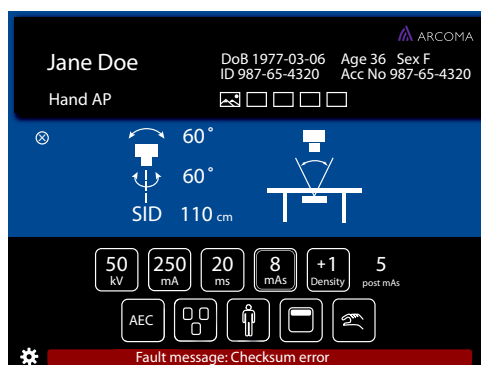 ARCOMA
Jane Doe
DoB 1977-03-06 Age 36 Sex F
ID 987-65-4320 Acc No 987-65-4320
Hand AP
60°
60°
SID 110 cm
50 kV
250 mA
20 ms
8 mAs
+1 Density
5 post mAs
AEC
Fault message: Checksum error